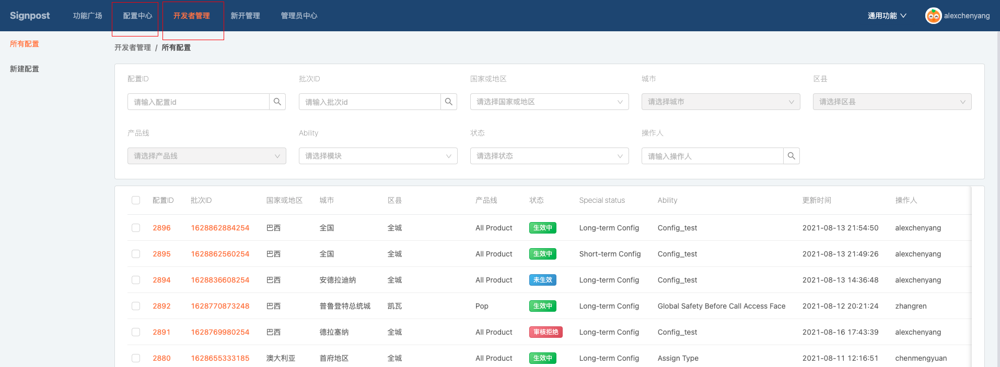 Signpost 功能广场 配置中心 开发者管理 新开管理 管理员中心 通用功能 alexchenyang
所有配置
新建配置
开发者管理 / 所有配置
配置ID 批次ID 国家或地区 城市 区县
请输入配置id 请输入批次id 请选择国家或地区 请选择城市 请选择区县
产品线 Ability 状态 操作人
请选择产品线 请选择模块 请选择状态 请输入操作人
配置ID 批次ID 国家或地区 城市 区县 产品线 状态 Special status Ability 更新时间 操作人
2896 1628862884254 巴西 全国 全城 All Product 生效中 Long-term Config Config_test 2021-08-13 21:54:50 alexchenyang
2895 1628862560254 巴西 全国 全城 All Product 生效中 Short-term Config Config_test 2021-08-13 21:49:26 alexchenyang
2894 1628836608254 巴西 安德拉迪纳 全城 All Product 未生效 Long-term Config Config_test 2021-08-13 14:36:48 alexchenyang
2892 1628770873248 巴西 普鲁登特总统城 凯瓦 Pop 生效中 Long-term Config Global Safety Before Call Access Face 2021-08-12 20:21:24 zhangren
2891 1628769980254 巴西 德拉塞纳 全城 All Product 审核拒绝 Long-term Config Config_test 2021-08-16 17:43:39 alexchenyang
2880 1628655333185 澳大利亚 首府地区 全城 All Product 生效中 Long-term Config Assign Type 2021-08-11 12:16:51 chenmengyuan